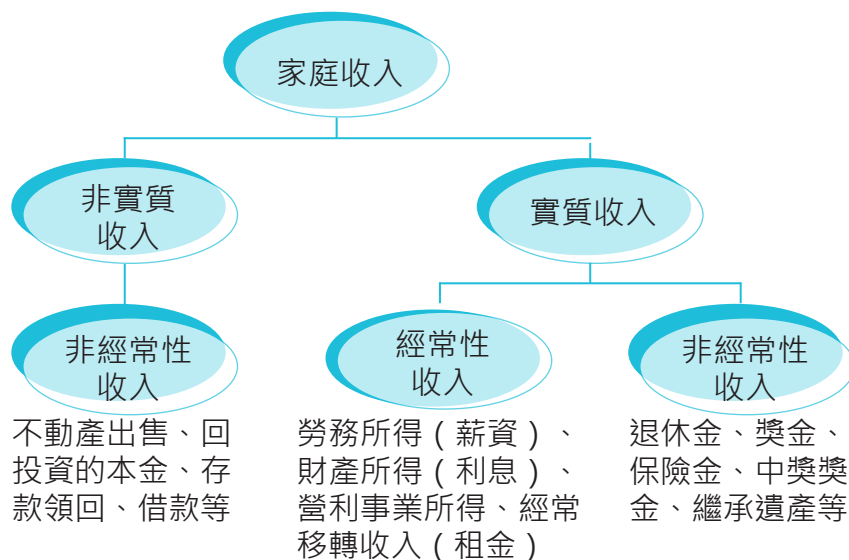 家庭收入
非實質
收入
實質收入
非經常性
收入
經常性
收入
非經常性
收入
不動產出售、回
投資的本金、存
款領回、借款等
勞務所得（薪資）、
財產所得（利息）、
營利事業所得、經常
移轉收入（租金）
退休金、獎金、
保險金、中獎獎
金、繼承遺產等